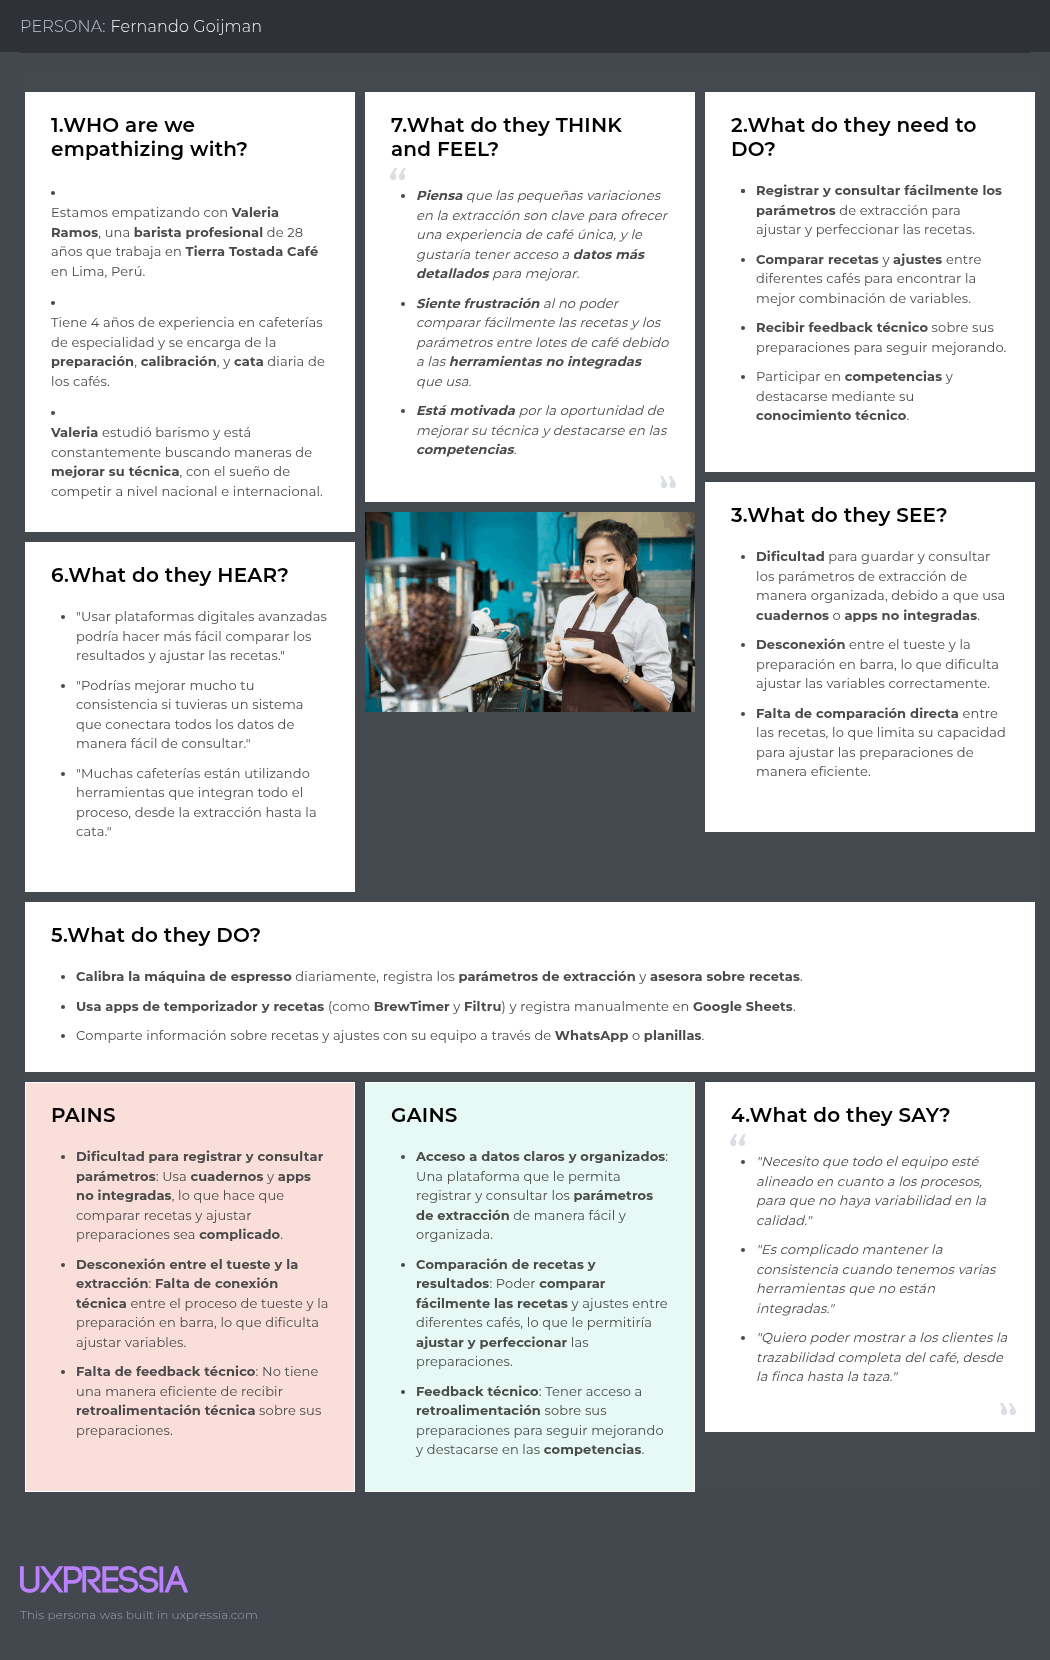 PERSONA: Fernando Goijman
1.WHO are we
empathizing with?
•
Estamos empatizando con Valeria
Ramos, una barista profesional de 28
años que trabaja en Tierra Tostada Café
en Lima, Perú.
•
Tiene 4 años de experiencia en cafeterías
de especialidad y se encarga de la
preparación, calibración, y cata diaria de
los cafés.
•
Valeria estudió barismo y está
constantemente buscando maneras de
mejorar su técnica, con el sueño de
competir a nivel nacional e internacional.
7.What do they THINK
and FEEL?
“
• Piensa que las pequeñas variaciones
en la extracción son clave para ofrecer
una experiencia de café única, y le
gustaría tener acceso a datos más
detallados para mejorar.
• Siente frustración al no poder
comparar fácilmente las recetas y los
parámetros entre lotes de café debido
a las herramientas no integradas
que usa.
• Está motivada por la oportunidad de
mejorar su técnica y destacarse en las
competencias.
”
2.What do they need to
DO?
• Registrar y consultar fácilmente los
parámetros de extracción para
ajustar y perfeccionar las recetas.
• Comparar recetas y ajustes entre
diferentes cafés para encontrar la
mejor combinación de variables.
• Recibir feedback técnico sobre sus
preparaciones para seguir mejorando.
• Participar en competencias y
destacarse mediante su
conocimiento técnico.
3.What do they SEE?
• Dificultad para guardar y consultar
los parámetros de extracción de
manera organizada, debido a que usa
cuadernos o apps no integradas.
• Desconexión entre el tueste y la
preparación en barra, lo que dificulta
ajustar las variables correctamente.
• Falta de comparación directa entre
las recetas, lo que limita su capacidad
para ajustar las preparaciones de
manera eficiente.
6.What do they HEAR?
• "Usar plataformas digitales avanzadas
podría hacer más fácil comparar los
resultados y ajustar las recetas."
• "Podrías mejorar mucho tu
consistencia si tuvieras un sistema
que conectara todos los datos de
manera fácil de consultar."
• "Muchas cafeterías están utilizando
herramientas que integran todo el
proceso, desde la extracción hasta la
cata."
5.What do they DO?
• Calibra la máquina de espresso diariamente, registra los parámetros de extracción y asesora sobre recetas.
• Usa apps de temporizador y recetas (como BrewTimer y Filtru) y registra manualmente en Google Sheets.
• Comparte información sobre recetas y ajustes con su equipo a través de WhatsApp o planillas.
PAINS
• Dificultad para registrar y consultar
parámetros: Usa cuadernos y apps
no integradas, lo que hace que
comparar recetas y ajustar
preparaciones sea complicado.
• Desconexión entre el tueste y la
extracción: Falta de conexión
técnica entre el proceso de tueste y la
preparación en barra, lo que dificulta
ajustar variables.
• Falta de feedback técnico: No tiene
una manera eficiente de recibir
retroalimentación técnica sobre sus
preparaciones.
GAINS
• Acceso a datos claros y organizados:
Una plataforma que le permita
registrar y consultar los parámetros
de extracción de manera fácil y
organizada.
• Comparación de recetas y
resultados: Poder comparar
fácilmente las recetas y ajustes entre
diferentes cafés, lo que le permitiría
ajustar y perfeccionar las
preparaciones.
• Feedback técnico: Tener acceso a
retroalimentación sobre sus
preparaciones para seguir mejorando
y destacarse en las competencias.
4.What do they SAY?
“
• "Necesito que todo el equipo esté
alineado en cuanto a los procesos,
para que no haya variabilidad en la
calidad."
• "Es complicado mantener la
consistencia cuando tenemos varias
herramientas que no están
integradas."
• "Quiero poder mostrar a los clientes la
trazabilidad completa del café, desde
la finca hasta la taza."
”
UXPRESSIA
This persona was built in uxpressia.com